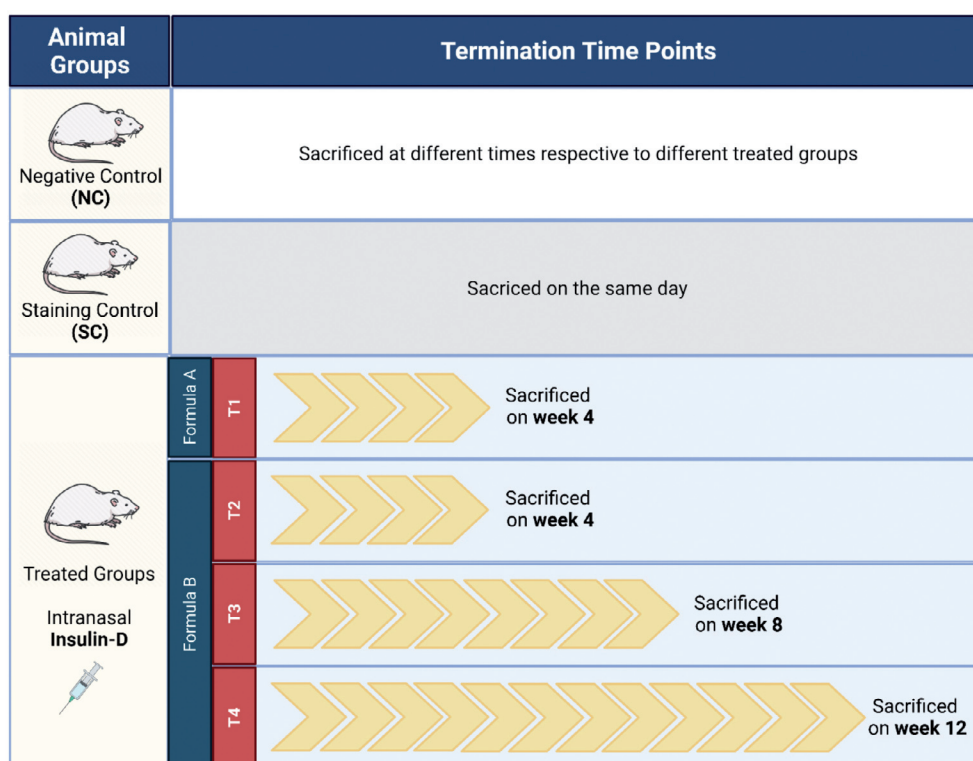 Animal
Groups
Termination Time Points
Negative Control
(NC)
Sacrificed at different times respective to different treated groups
Staining Control
(SC)
Sacriced on the same day
Treated Groups
Intranasal
Insulin-D
Formula A
T1
Sacrificed
on week 4
Formula B
T2
Sacrificed
on week 4
T3
Sacrificed
on week 8
T4
Sacrificed
on week 12